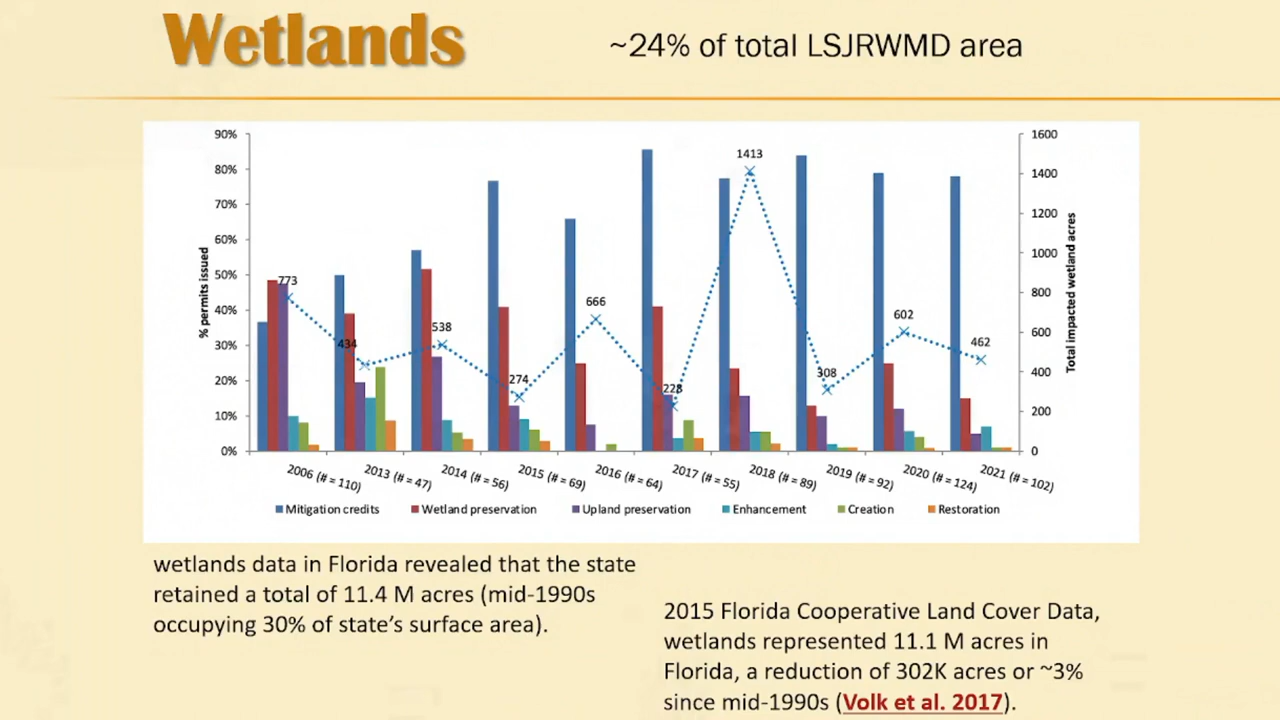 Wetlands
~24% of total LSJRWMD area
90%
80%
70%
60%
50%
40%
30%
20%
10%
0%
% permits issued
1600
1400
1200
1000
800
600
400
200
0
Total impacted wetland acres
773
434
538
274
666
228
1413
308
602
462
2006 (# = 110)
2013 (# = 47)
2014 (# = 56)
2015 (# = 69)
2016 (# = 64)
2017 (# = 55)
2018 (# = 89)
2019 (# = 92)
2020 (# = 124)
2021 (# = 102)
Mitigation credits
Wetland preservation
Upland preservation
Enhancement
Creation
Restoration
wetlands data in Florida revealed that the state
retained a total of 11.4 M acres (mid-1990s
occupying 30% of state’s surface area).
2015 Florida Cooperative Land Cover Data,
wetlands represented 11.1 M acres in
Florida, a reduction of 302K acres or ~3%
since mid-1990s (Volk et al. 2017).